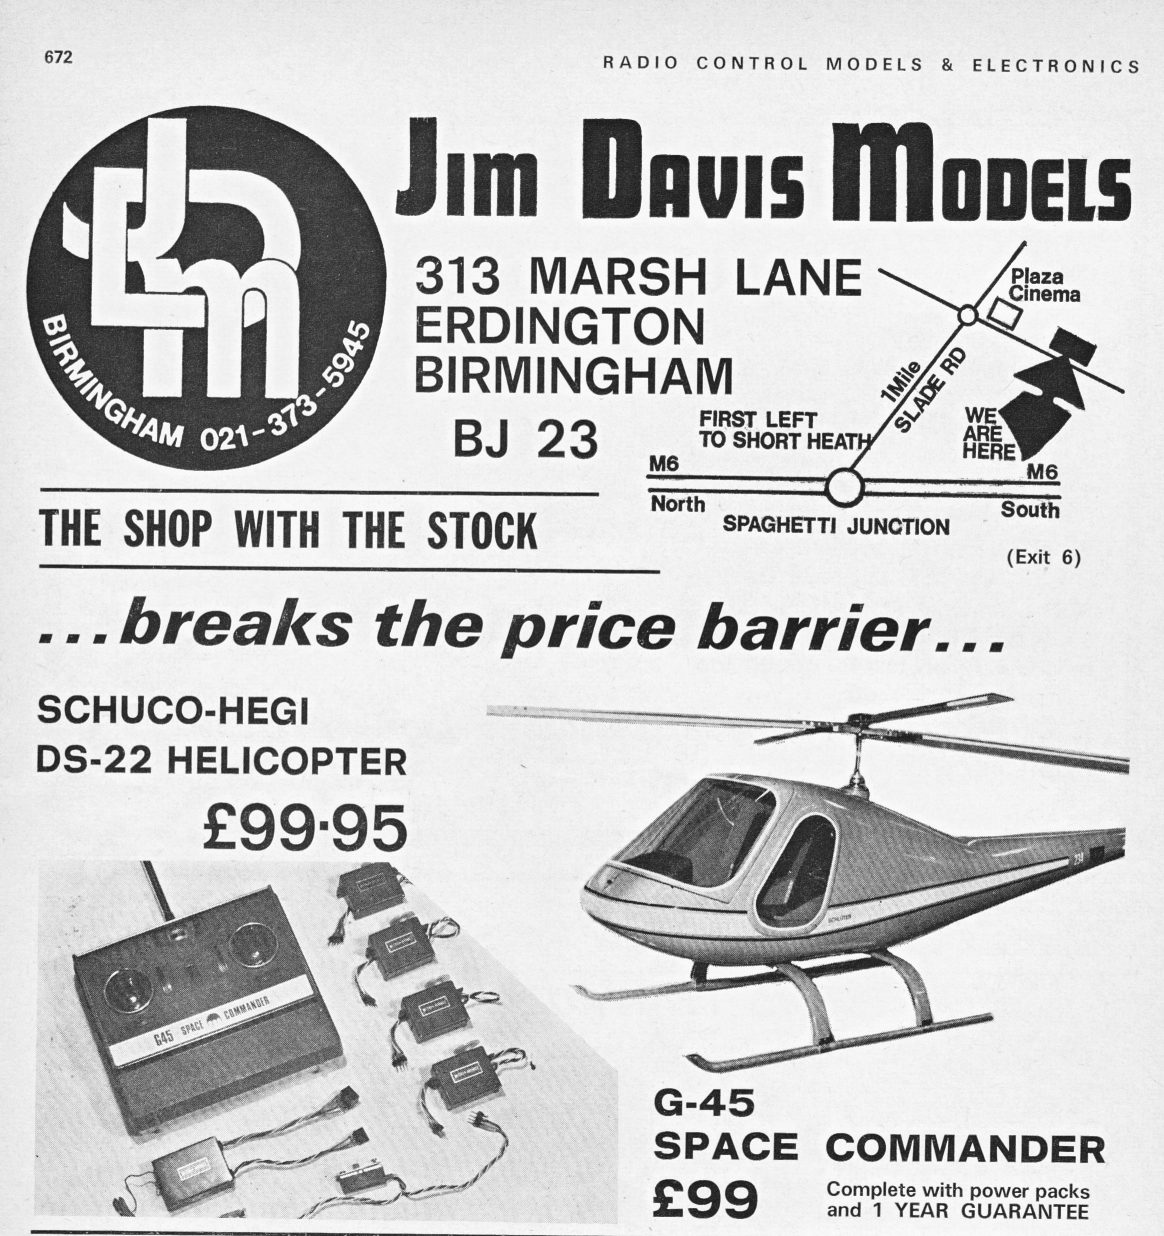 672
RADIO CONTROL MODELS & ELECTRONICS
JDm
BIRMINGHAM 021-373-5945
JIM DAVIS MODELS
313 MARSH LANE
ERDINGTON
BIRMINGHAM
BJ 23
Plaza
Cinema
1Mile
SLADE RD
FIRST LEFT
TO SHORT HEATH
WE
ARE
HERE
M6
M6
North
South
SPAGHETTI JUNCTION
(Exit 6)
THE SHOP WITH THE STOCK
...breaks the price barrier...
SCHUCO-HEGI
DS-22 HELICOPTER
£99·95
SCHLÜTER
G45 SPACE COMMANDER
G-45
SPACE COMMANDER
£99
Complete with power packs
and 1 YEAR GUARANTEE